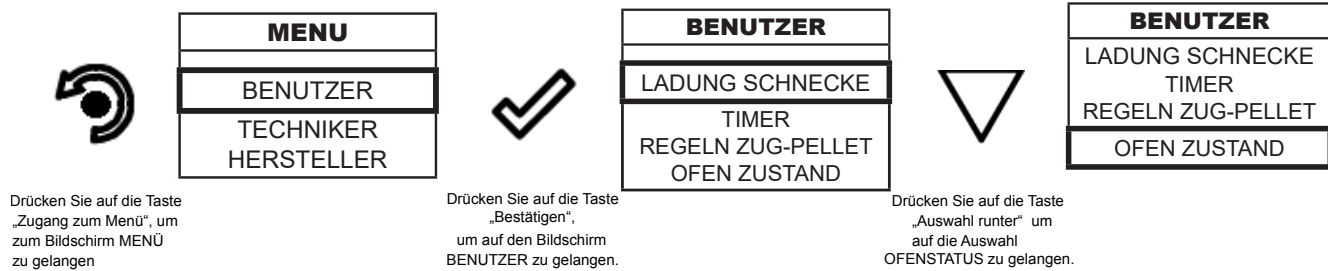 MENU
BENUTZER
TECHNIKER
HERSTELLER
Drücken Sie auf die Taste
„Zugang zum Menü“, um
zum Bildschirm MENÜ
zu gelangen
BENUTZER
LADUNG SCHNECKE
TIMER
REGELN ZUG-PELLET
OFEN ZUSTAND
Drücken Sie auf die Taste
„Bestätigen“,
um auf den Bildschirm
BENUTZER zu gelangen.
BENUTZER
LADUNG SCHNECKE
TIMER
REGELN ZUG-PELLET
OFEN ZUSTAND
Drücken Sie auf die Taste
„Auswahl runter“ um
auf die Auswahl
OFENSTATUS zu gelangen.